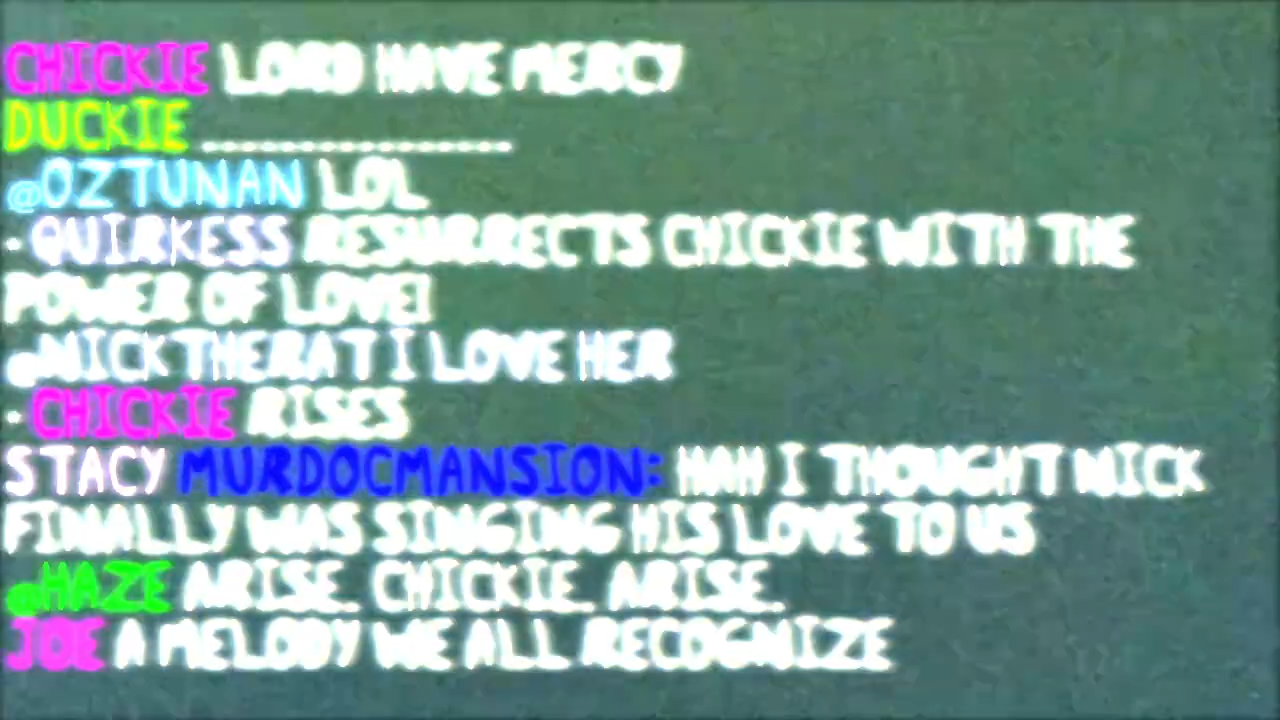 CHICKIE LORD HAVE MERCY
DUCKIE ................................
@OZTUNAN LOL
- QUIRKESS RESURRECTS CHICKIE WITH THE
POWER OF LOVE!
@NICKTHERAT I LOVE HER
- CHICKIE RISES
STACY MURDOCMANSION: HAH I THOUGHT NICK
FINALLY WAS SINGING HIS LOVE TO US
@HAZE ARISE. CHICKIE. ARISE.
JOE A MELODY WE ALL RECOGNIZE